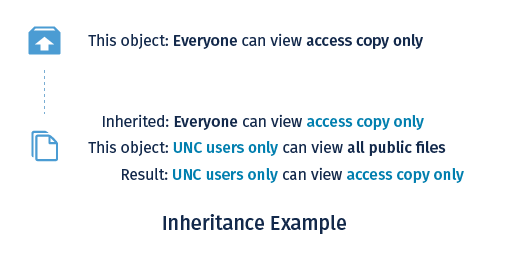 This object: Everyone can view access copy only
Inherited: Everyone can view access copy only
This object: UNC users only can view all public files
Result: UNC users only can view access copy only
Inheritance Example